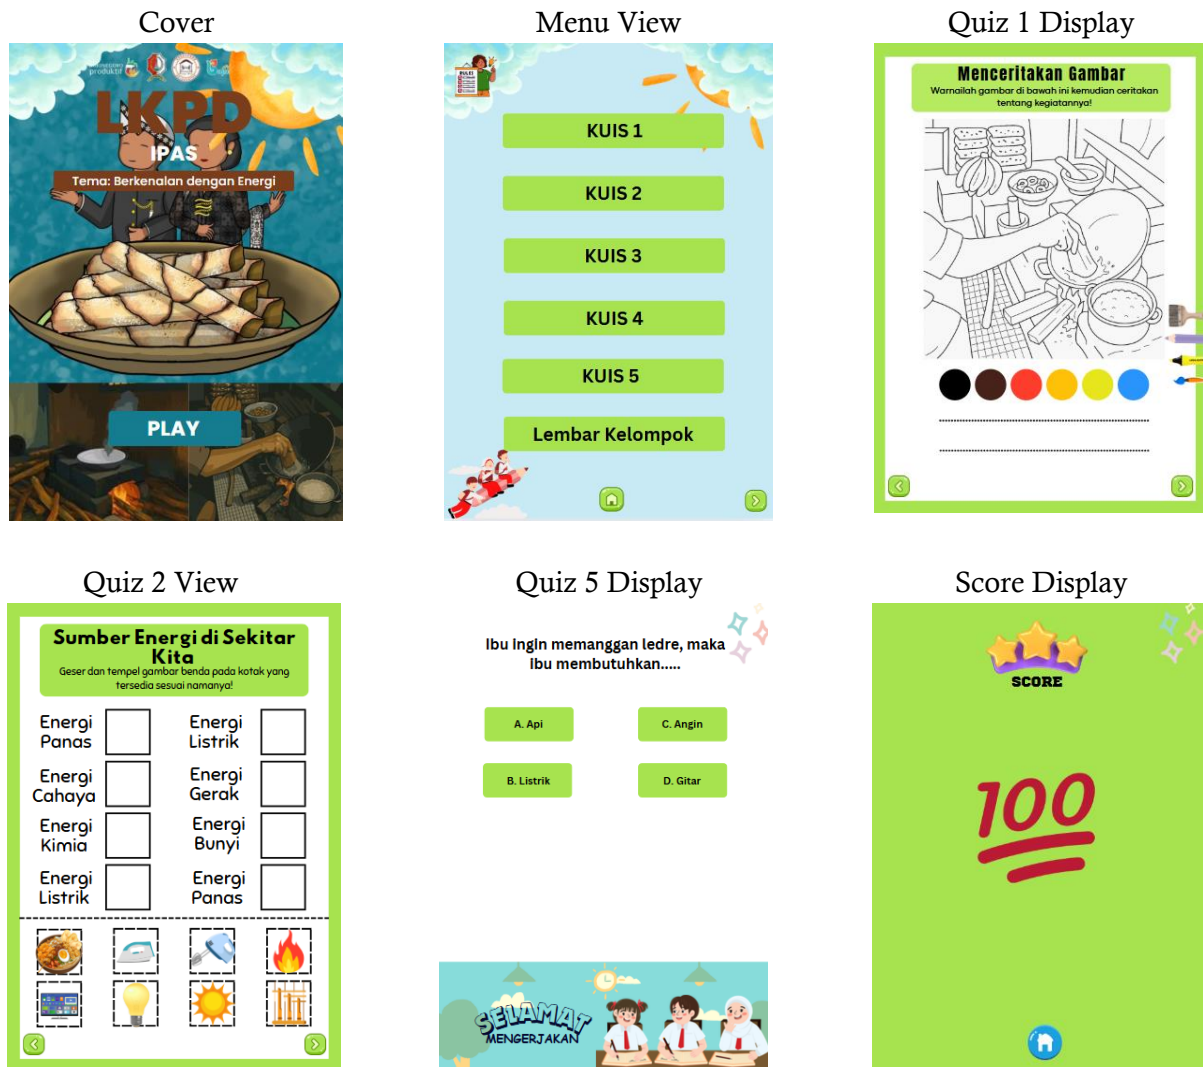 Cover
Menu View
Quiz 1 Display
produktif
LKPD
IPAS
Tema: Berkenalan dengan Energi
PLAY
RULES
KUIS 1
KUIS 2
KUIS 3
KUIS 4
KUIS 5
Lembar Kelompok
Menceritakan Gambar
Warnailah gambar di bawah ini kemudian ceritakan
tentang kegiatannya!
Quiz 2 View
Quiz 5 Display
Score Display
Sumber Energi di Sekitar
Kita
Geser dan tempel gambar benda pada kotak yang
tersedia sesuai namanya!
Energi
Panas
Energi
Listrik
Energi
Cahaya
Energi
Gerak
Energi
Kimia
Energi
Bunyi
Energi
Listrik
Energi
Panas
Ibu ingin memanggan ledre, maka
ibu membutuhkan.....
A. Api
C. Angin
B. Listrik
D. Gitar
SELAMAT
MENGERJAKAN
SCORE
100